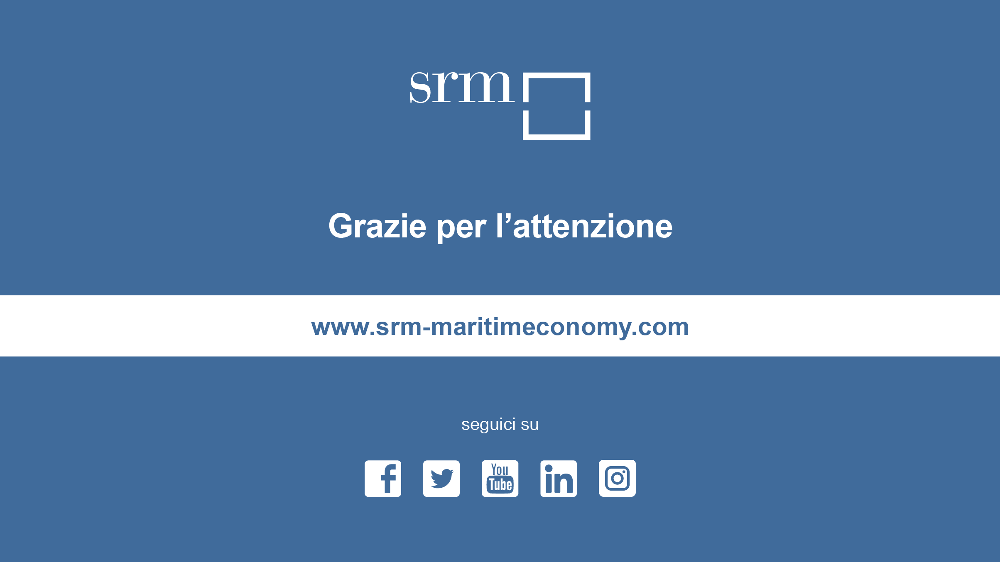 srm
Grazie per l’attenzione
www.srm-maritimeconomy.com
seguici su
f
You
Tube
in